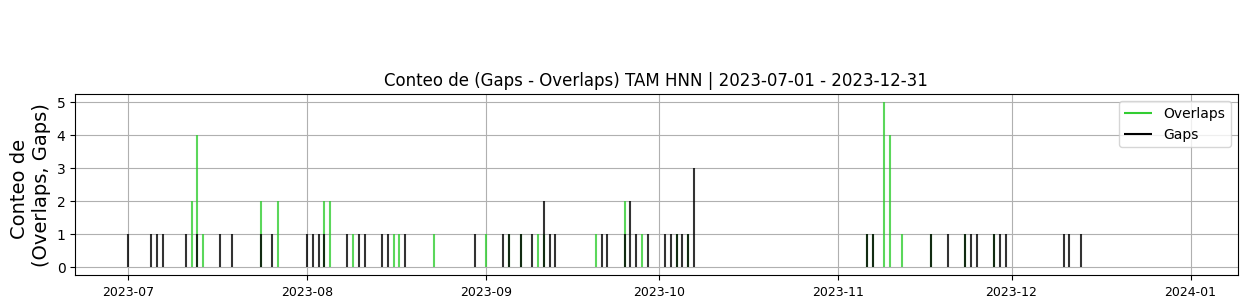 Conteo de (Gaps - Overlaps) TAM HNN | 2023-07-01 - 2023-12-31
Conteo de
(Overlaps, Gaps)
5
4
3
2
1
0
Overlaps
Gaps
2023-07
2023-08
2023-09
2023-10
2023-11
2023-12
2024-01